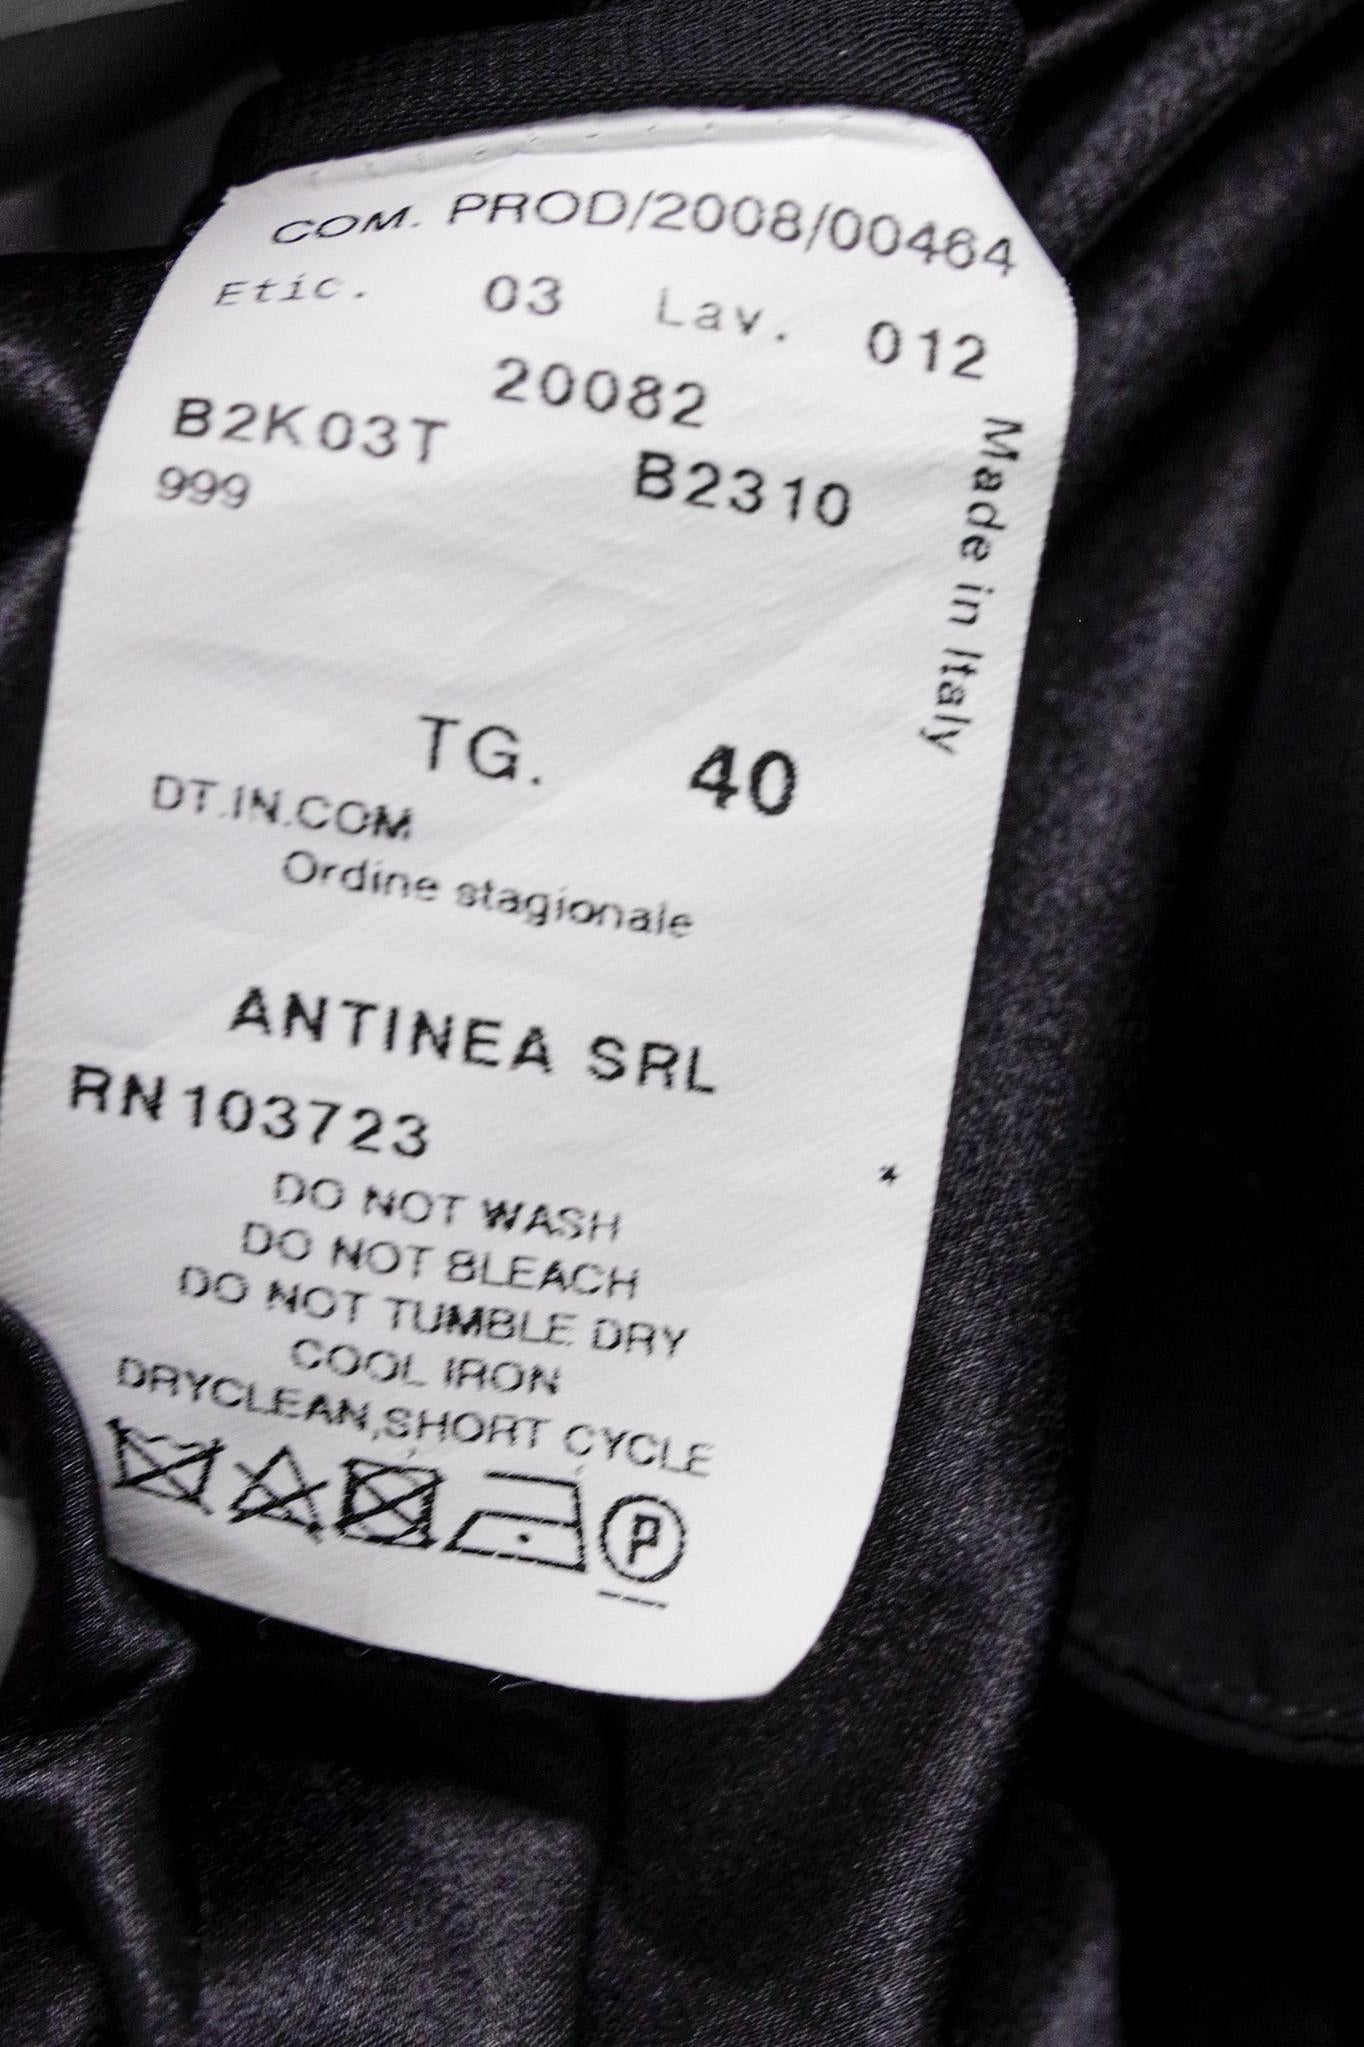 COM. PROD/2008/00464
Etic. 03 Lav. 012
20082
B2K03T B2310
999
Made in Italy
TG. 40
DT.IN.COM
Ordine stagionale
ANTINEA SRL
RN103723
*
DO NOT WASH
DO NOT BLEACH
DO NOT TUMBLE DRY
COOL IRON
DRYCLEAN,SHORT CYCLE
P